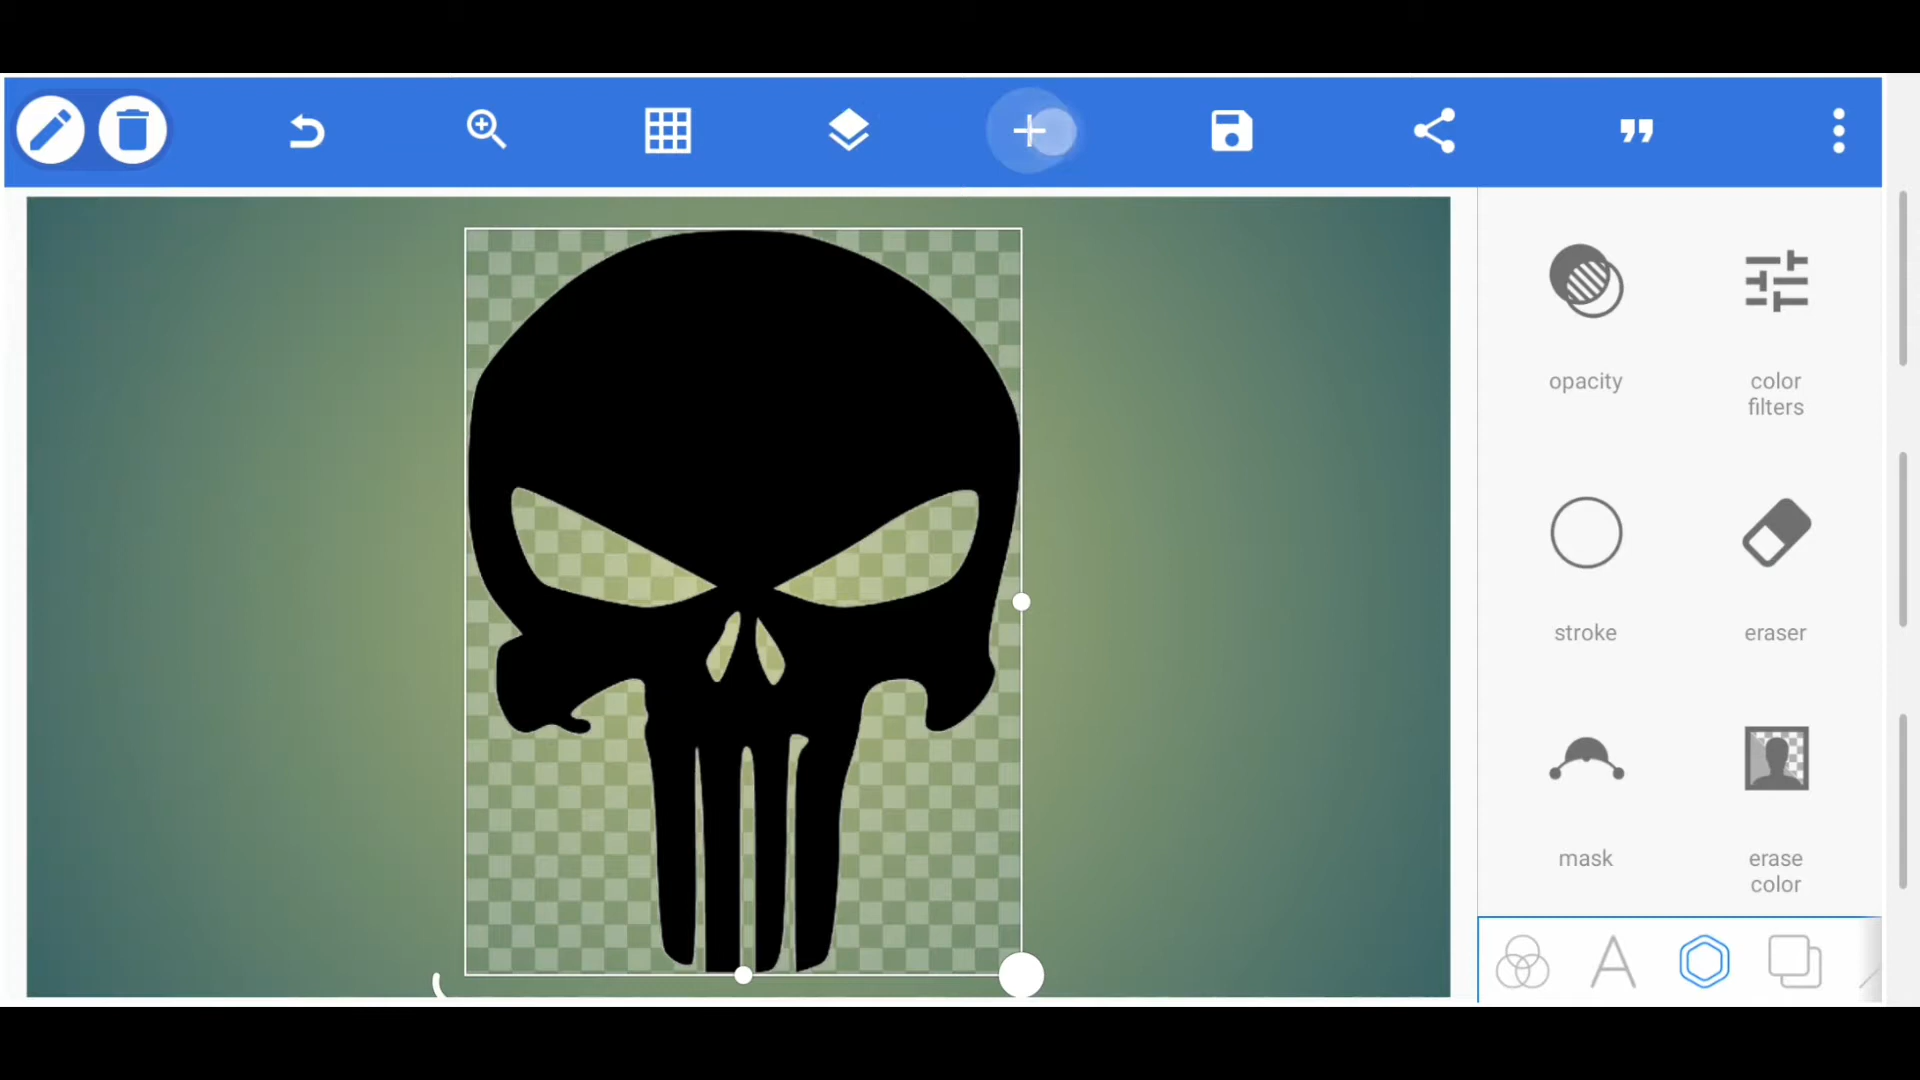 opacity
color
filters
stroke
eraser
mask
erase
color